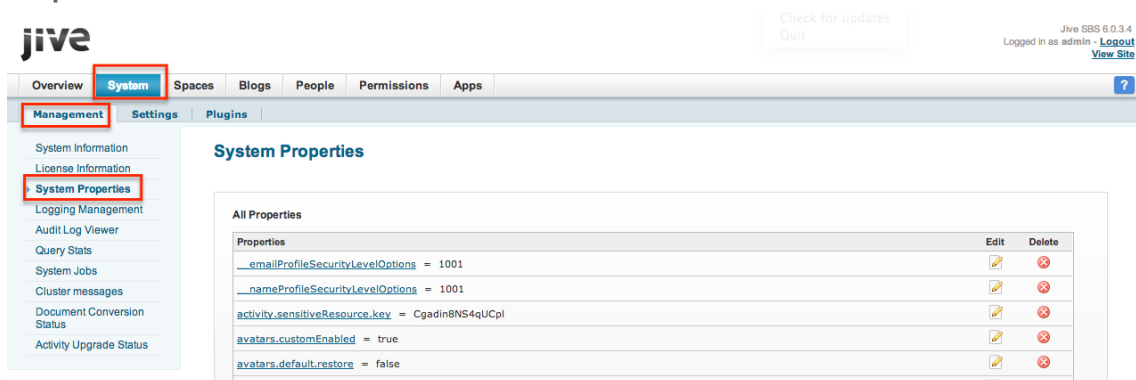 Check for updates
Quit
jive
Jive SBS 6.0.3.4
Logged in as admin - Logout
View Site
Overview System Spaces Blogs People Permissions Apps ?
Management Settings Plugins
System Information
License Information
System Properties
Logging Management
Audit Log Viewer
Query Stats
System Jobs
Cluster messages
Document Conversion
Status
Activity Upgrade Status
System Properties
All Properties
Properties Edit Delete
__emailProfileSecurityLevelOptions = 1001
__nameProfileSecurityLevelOptions = 1001
activity.sensitiveResource.key = Cgadin8NS4qUCpl
avatars.customEnabled = true
avatars.default.restore = false